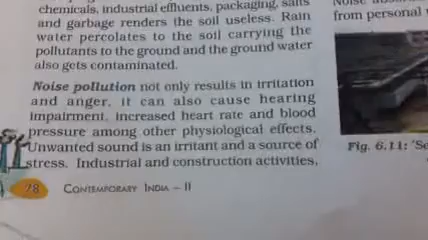 chemicals, industrial effluents, packaging, salts
and garbage renders the soil useless. Rain
water percolates to the soil carrying the
pollutants to the ground and the ground water
also gets contaminated.
Noise pollution not only results in irritation
and anger, it can also cause hearing
impairment, increased heart rate and blood
pressure among other physiological effects.
Unwanted sound is an irritant and a source of
stress. Industrial and construction activities,
78 CONTEMPORARY INDIA – II
from personal
Fig. 6.11: "Se